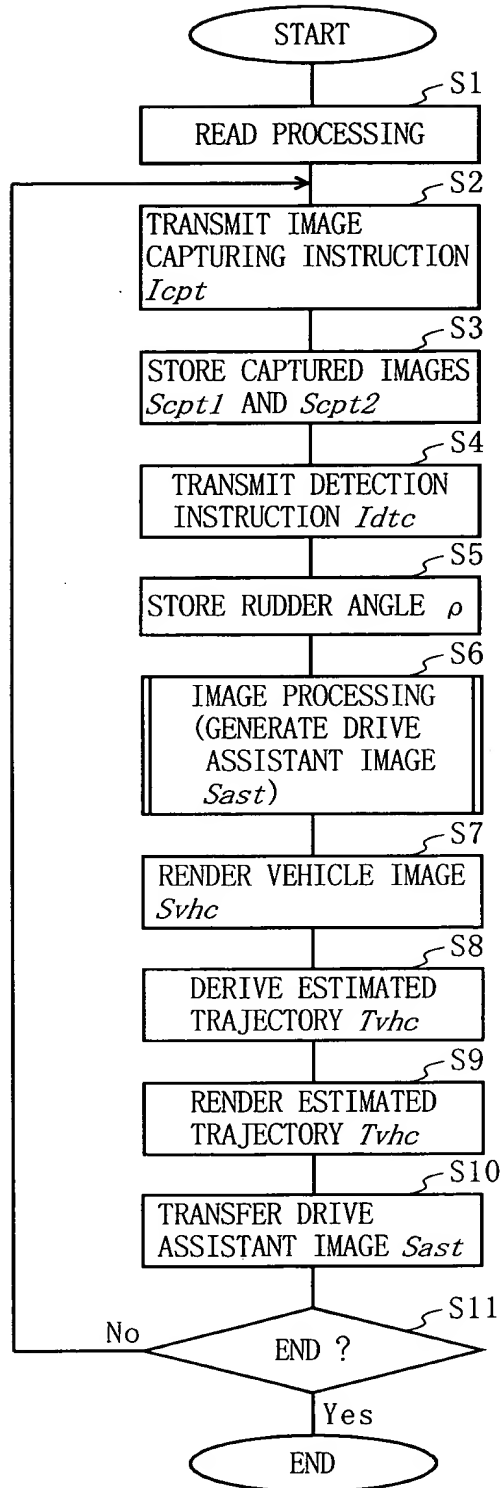 START
S1
READ PROCESSING
S2
TRANSMIT IMAGE
CAPTURING INSTRUCTION
Icpt
S3
STORE CAPTURED IMAGES
Scpt1 AND Scpt2
S4
TRANSMIT DETECTION
INSTRUCTION Idtc
S5
STORE RUDDER ANGLE ρ
S6
IMAGE PROCESSING
(GENERATE DRIVE
ASSISTANT IMAGE
Sast)
S7
RENDER VEHICLE IMAGE
Svhc
S8
DERIVE ESTIMATED
TRAJECTORY Tvhc
S9
RENDER ESTIMATED
TRAJECTORY Tvhc
S10
TRANSFER DRIVE
ASSISTANT IMAGE Sast
S11
No
END ?
Yes
END